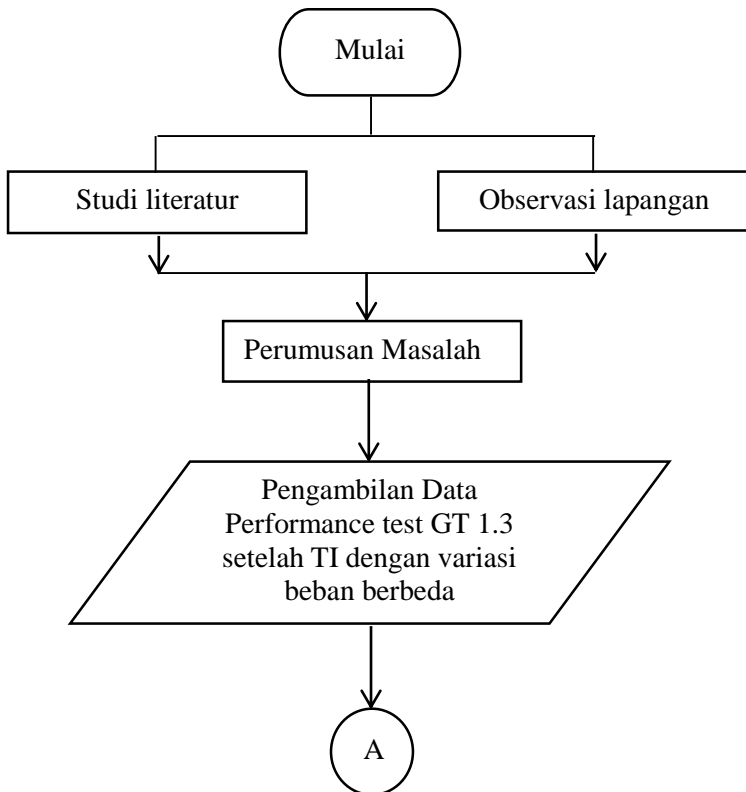 Mulai
Studi literatur
Observasi lapangan
Perumusan Masalah
Pengambilan Data
Performance test GT 1.3
setelah TI dengan variasi
beban berbeda
A